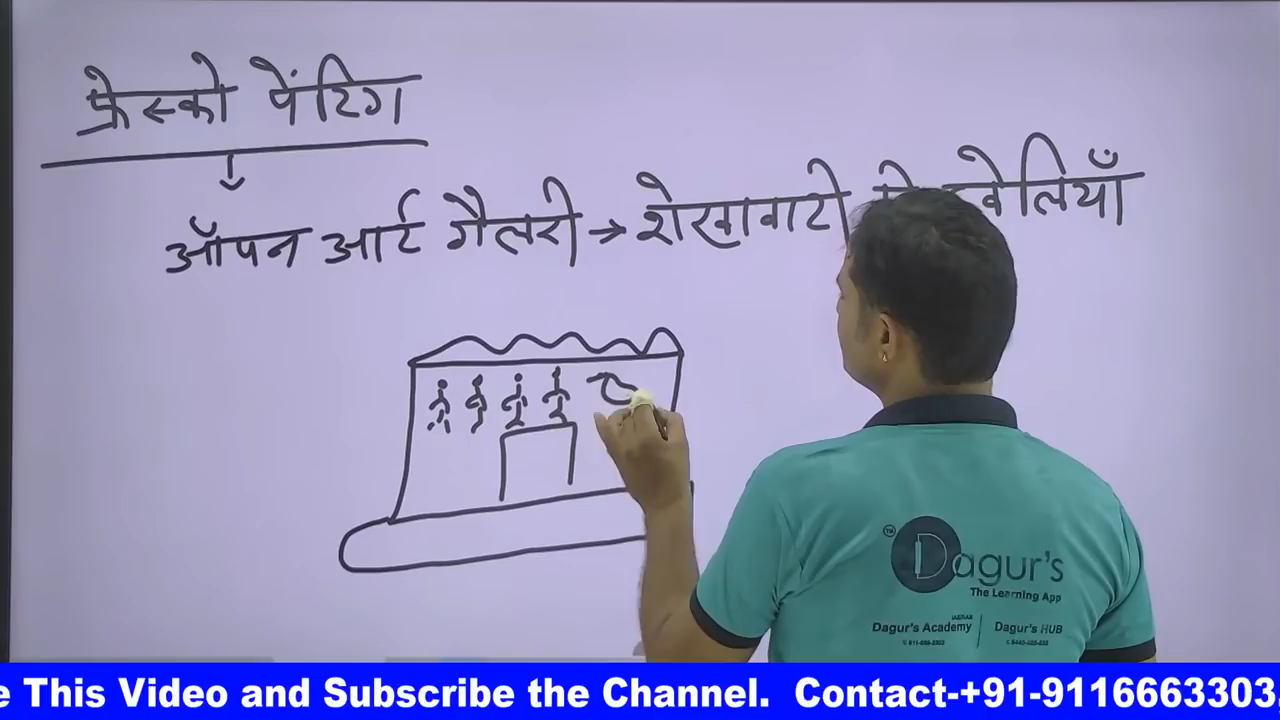 फ्रेस्को पेंटिग
ऑपन आर्ट गैलरी → शेखावाटी
Dagur's
The Learning App
Dagur's Academy
Dagur's HUB
e This Video and Subscribe the Channel. Contact-+91-9116663303,